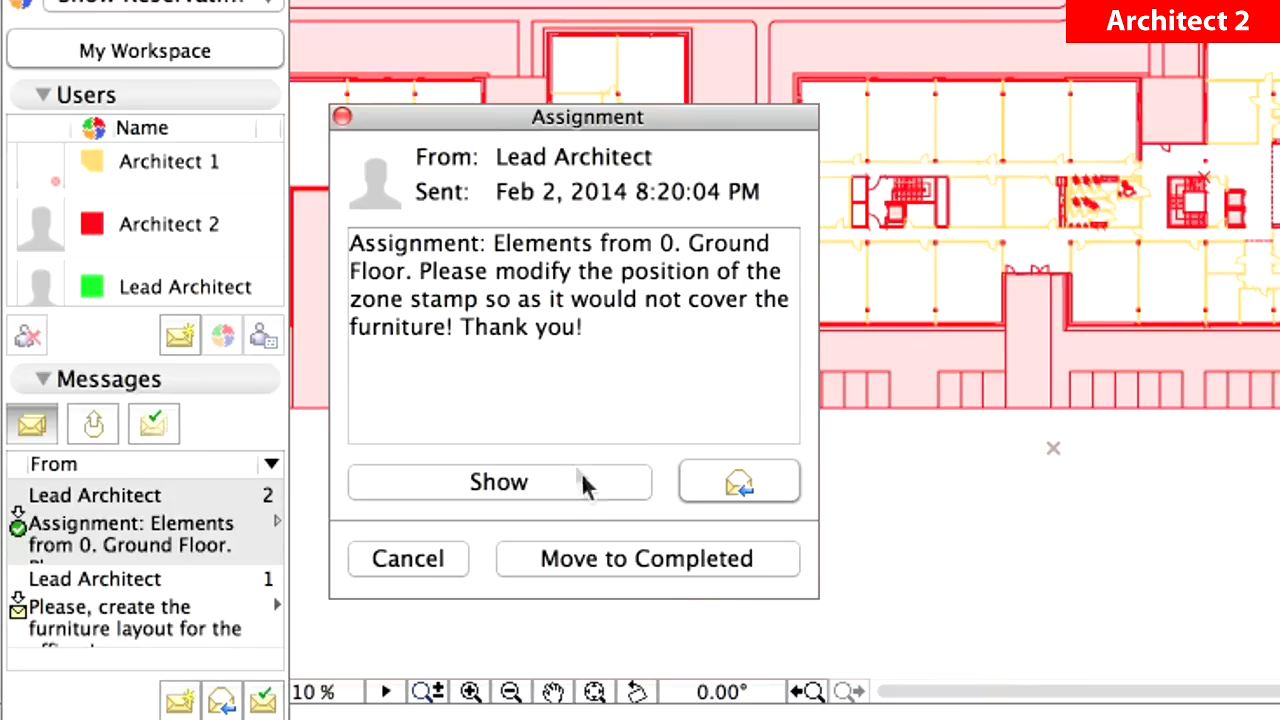 Architect 2
My Workspace
Users
Name
Architect 1
Architect 2
Lead Architect
Messages
From
Lead Architect 2
Assignment: Elements
from 0. Ground Floor.
Lead Architect 1
Please, create the
furniture layout for the
Assignment
From: Lead Architect
Sent: Feb 2, 2014 8:20:04 PM
Assignment: Elements from 0. Ground
Floor. Please modify the position of the
zone stamp so as it would not cover the
furniture! Thank you!
Show
Cancel
Move to Completed
10 %
0.00°